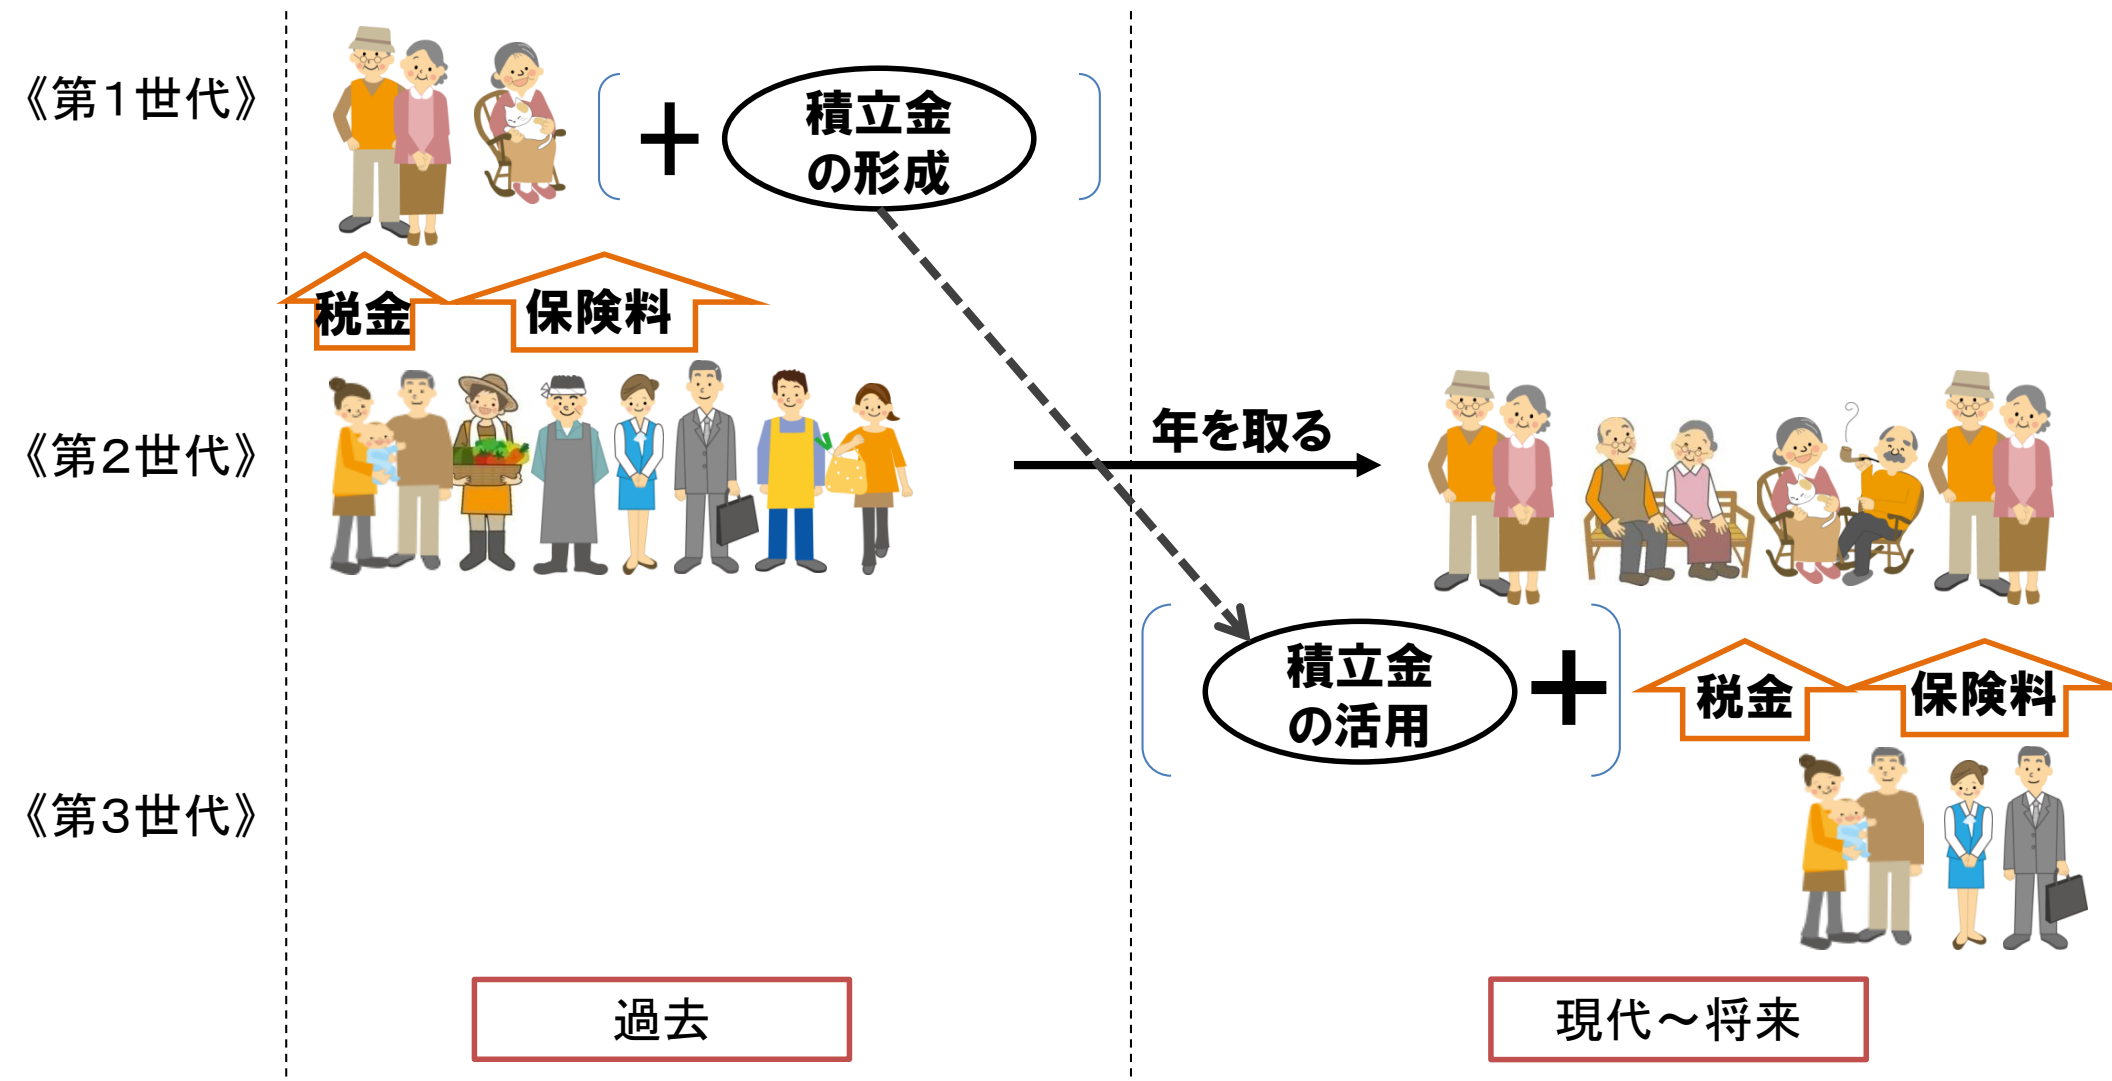 《第1世代》
＋
積立金
の形成
税金
保険料
《第2世代》
年を取る
積立金
の活用
＋
税金
保険料
《第3世代》
過去
現代～将来